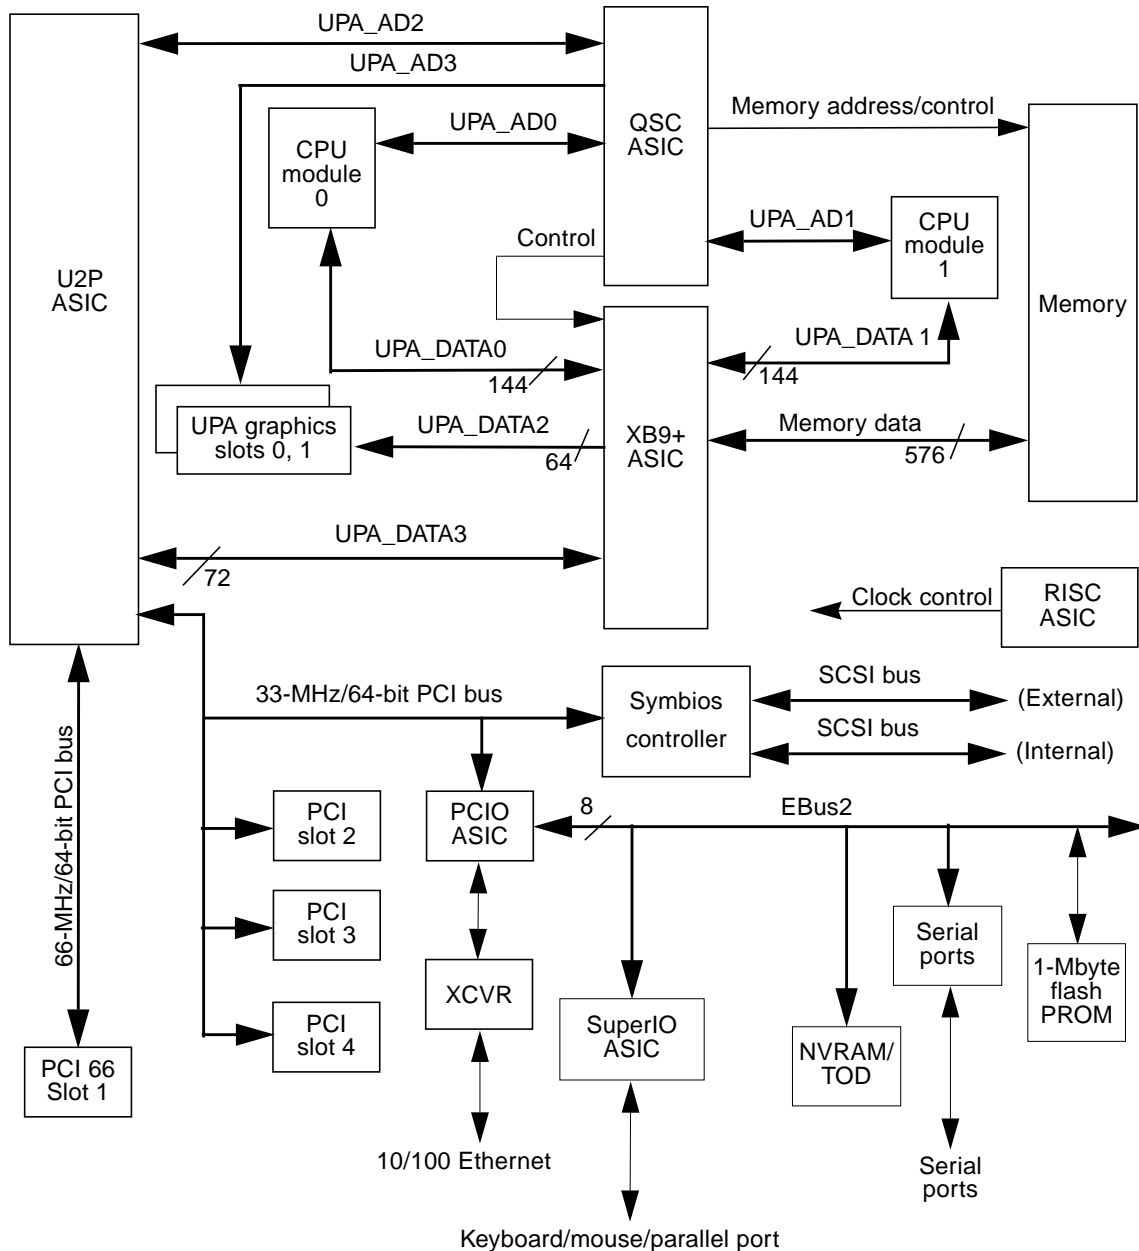 UPA_AD2
UPA_AD3
UPA_AD0
QSC
ASIC
Memory address/control
CPU
module
0
UPA_AD1
CPU
module
1
Control
U2P
ASIC
Memory
UPA_DATA0
144
UPA_DATA 1
144
UPA graphics
slots 0, 1
UPA_DATA2
64
XB9+
ASIC
Memory data
576
UPA_DATA3
72
Clock control
RISC
ASIC
33-MHz/64-bit PCI bus
Symbios
controller
SCSI bus
(External)
SCSI bus
(Internal)
66-MHz/64-bit PCI bus
PCI
slot 2
PCIO
ASIC
8
EBus2
PCI
slot 3
XCVR
Serial
ports
1-Mbyte
flash
PROM
PCI
slot 4
SuperIO
ASIC
NVRAM/
TOD
PCI 66
Slot 1
10/100 Ethernet
Serial
ports
Keyboard/mouse/parallel port